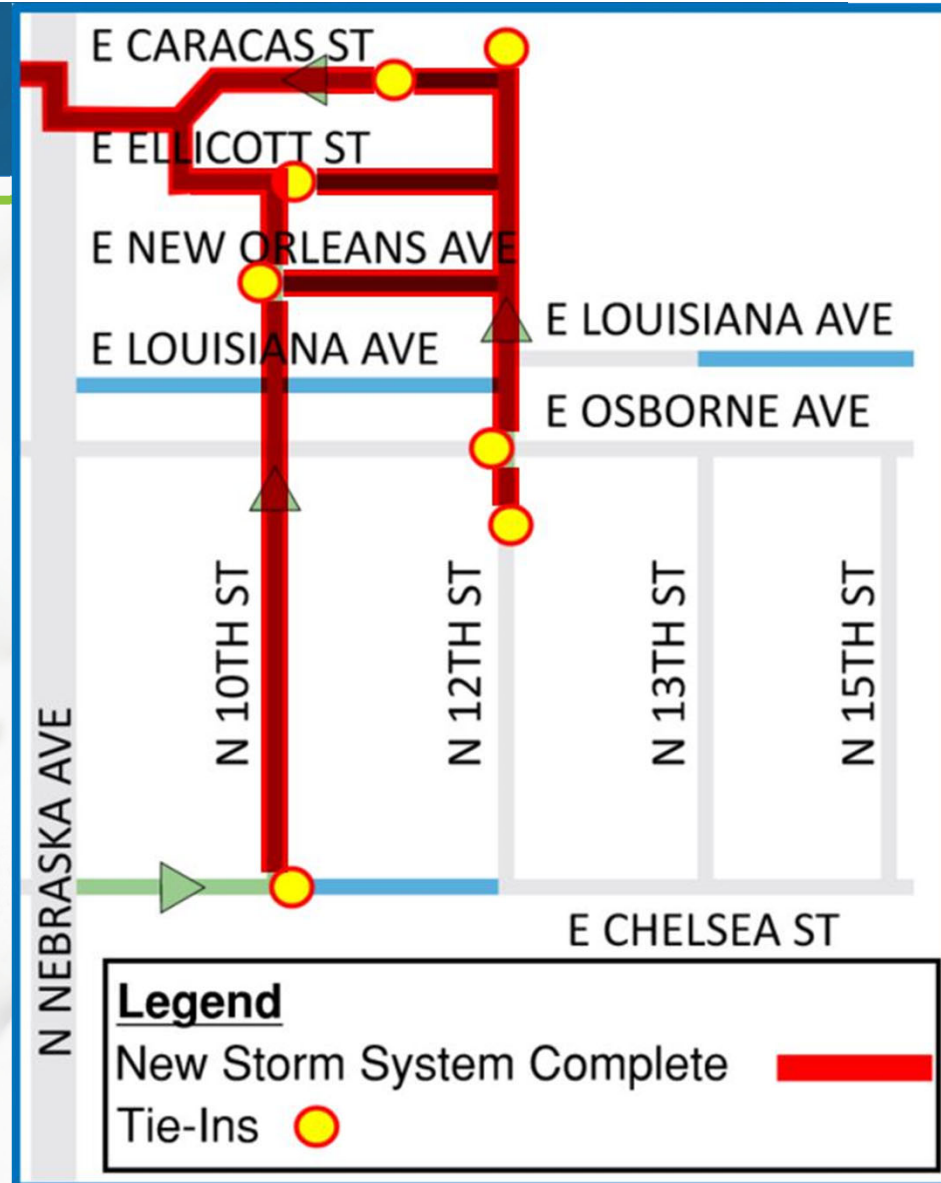 E CARACAS ST
E ELLICOTT ST
E NEW ORLEANS AVE
E LOUISIANA AVE
E LOUISIANA AVE
E OSBORNE AVE
N 10TH ST
N 12TH ST
N 13TH ST
N 15TH ST
N NEBRASKA AVE
E CHELSEA ST
Legend
New Storm System Complete
Tie-Ins